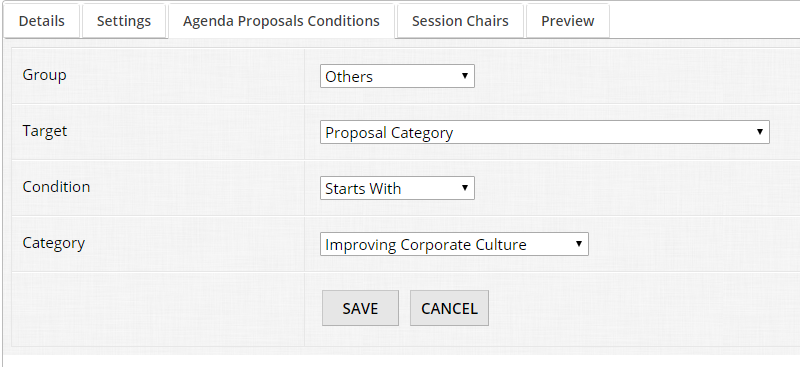 Details Settings Agenda Proposals Conditions Session Chairs Preview
Group Others
Target Proposal Category
Condition Starts With
Category Improving Corporate Culture
SAVE CANCEL